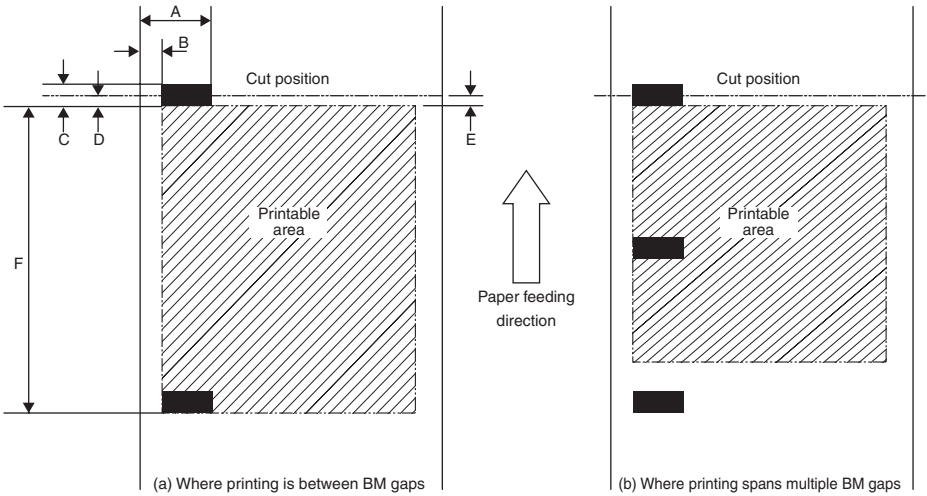 A
B
Cut position
C
D
E
F
Printable
area
Paper feeding
direction
(a) Where printing is between BM gaps
Cut position
Printable
area
(b) Where printing spans multiple BM gaps